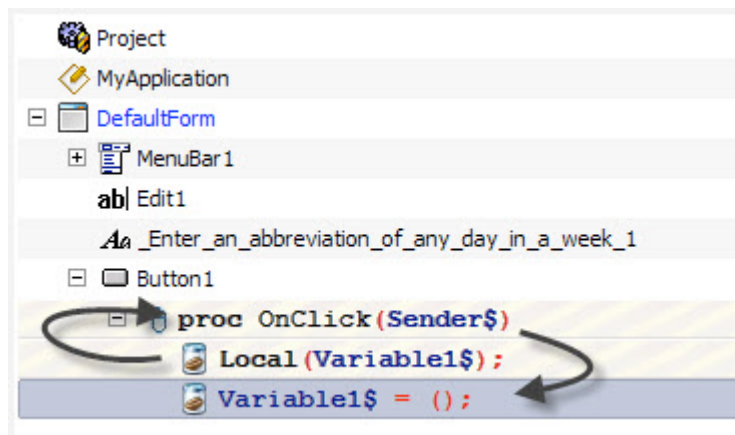 Project
MyApplication
DefaultForm
MenuBar1
ab| Edit1
Aa _Enter_an_abbreviation_of_any_day_in_a_week_1
Button1
proc OnClick(Sender$)
Local(Variable1$);
Variable1$ = ();